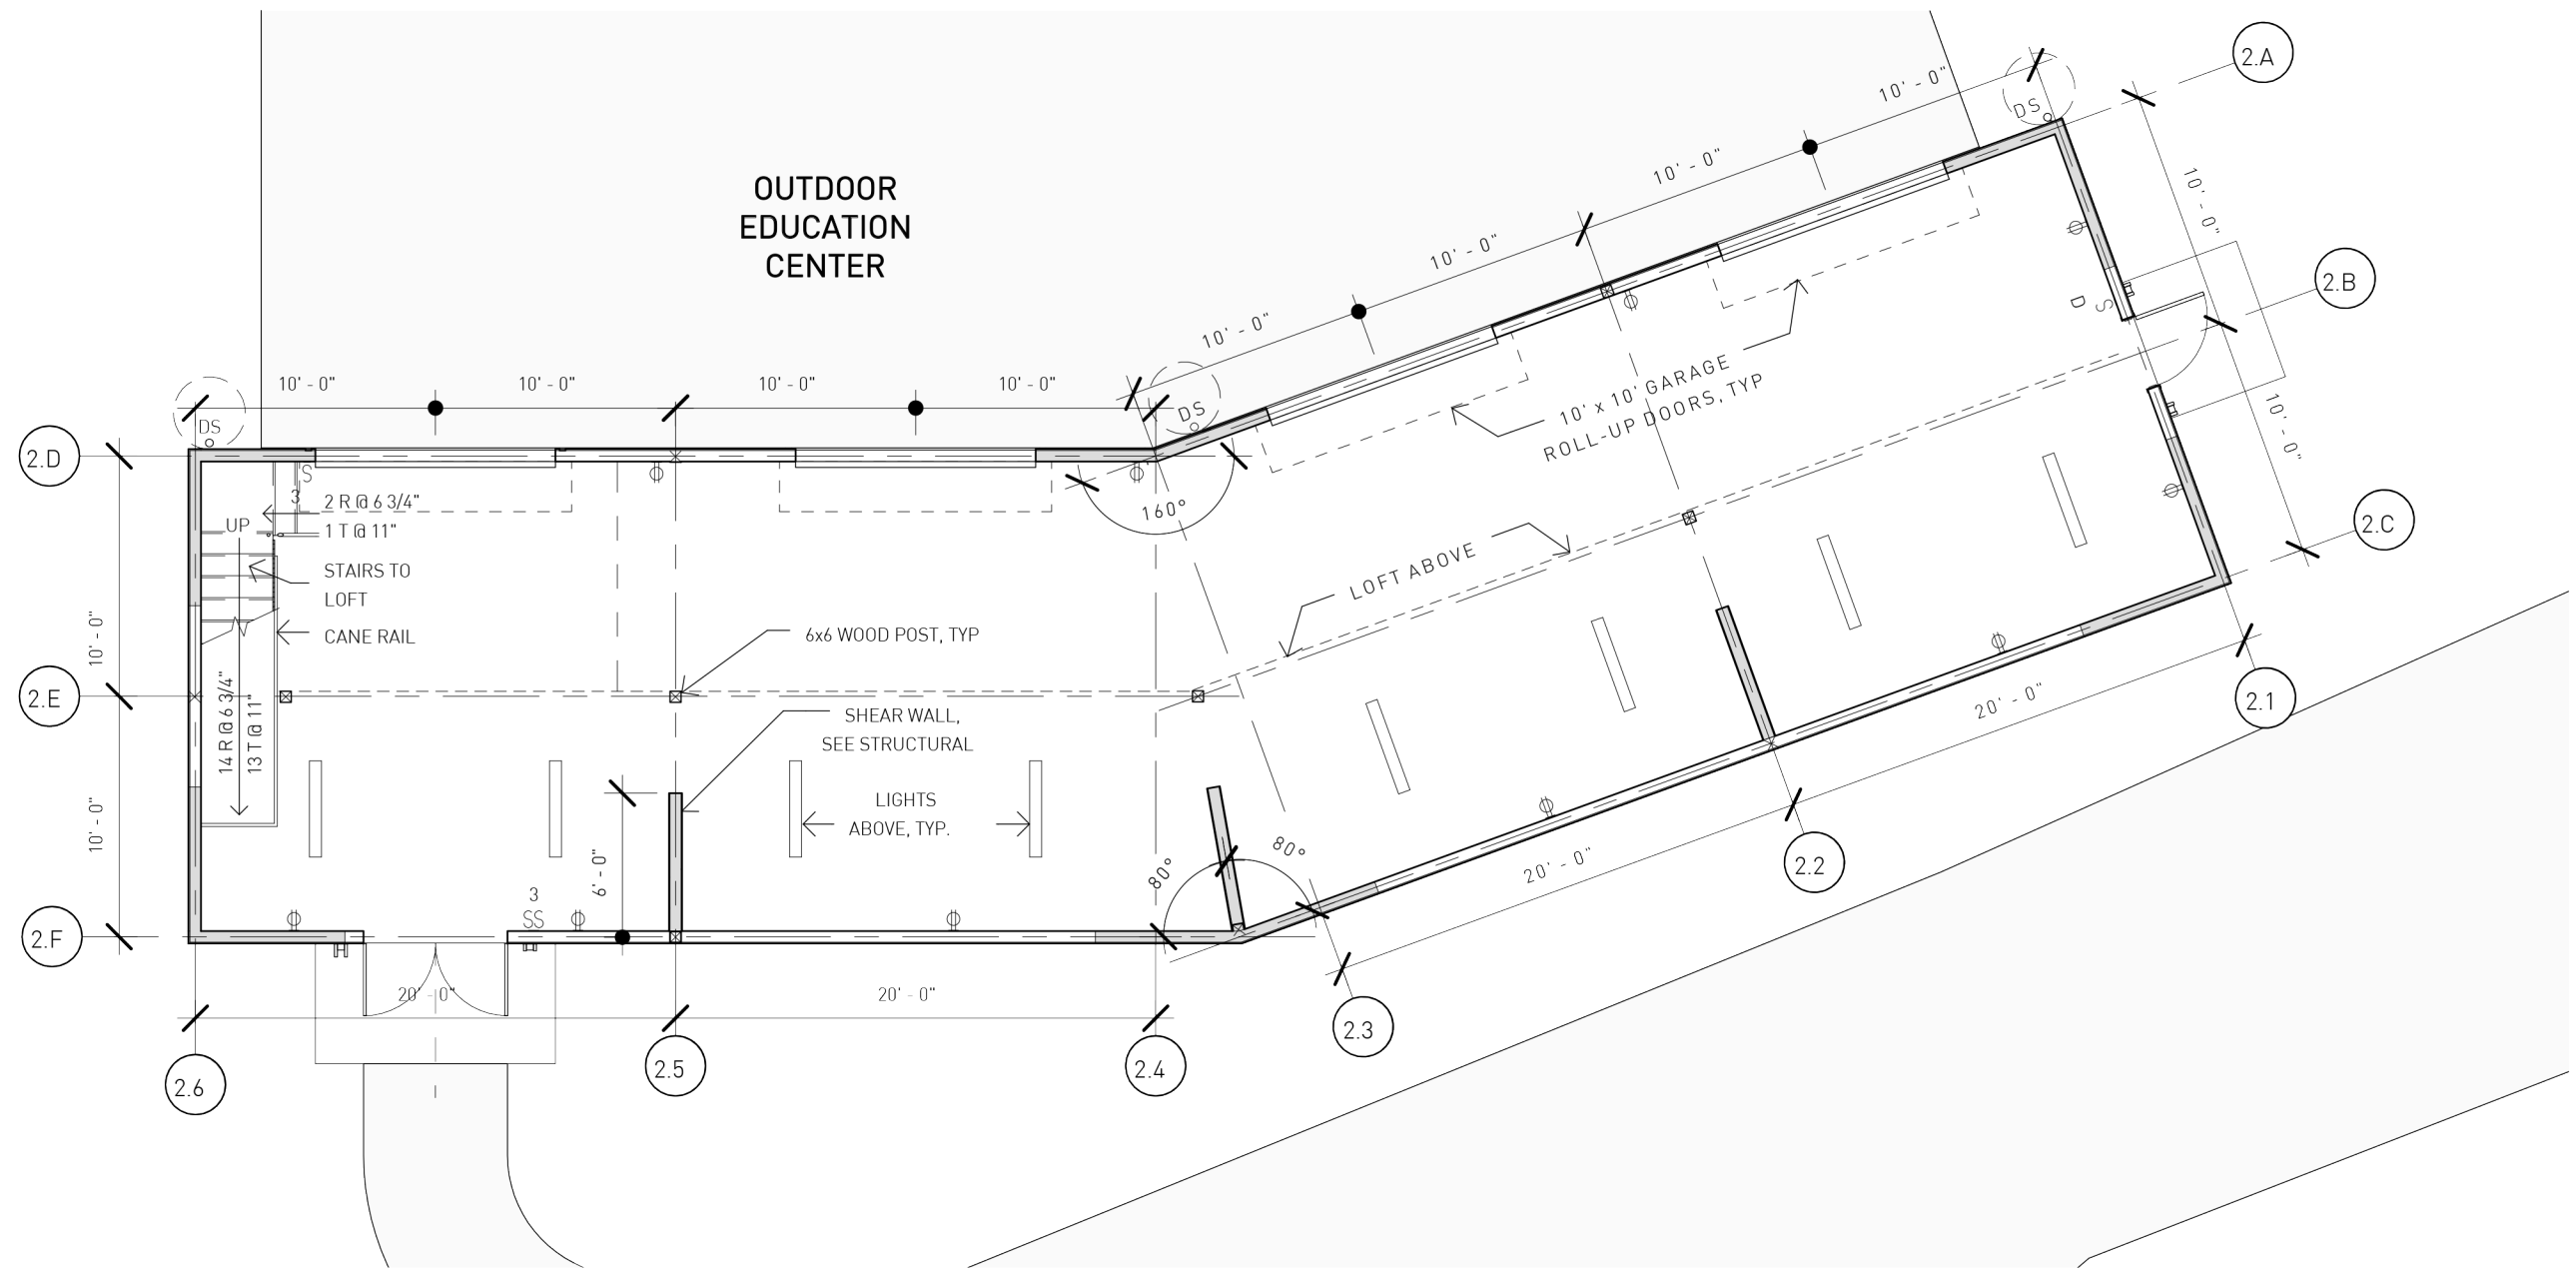 2.A
10' - 0"
DS
10' - 0"
OUTDOOR
EDUCATION
CENTER
10' - 0"
10' - 0"
10' - 0"
2.B
S
D
10' - 0"
10' - 0"
10' - 0"
10' - 0"
10' - 0"
10' x 10' GARAGE
ROLL-UP DOORS, TYP
10' - 0"
DS
DS
2.D
S
3
2 R @ 6 3/4"
1 T @ 11"
UP
160°
2.C
STAIRS TO
LOFT
CANE RAIL
LOFT ABOVE
10' - 0"
6x6 WOOD POST, TYP
2.E
14 R @ 6 3/4"
13 T @ 11"
SHEAR WALL,
SEE STRUCTURAL
2.1
20' - 0"
10' - 0"
LIGHTS
ABOVE, TYP.
6' - 0"
80°
80°
20' - 0"
2.2
3
SS
2.F
20' - 0"
20' - 0"
2.3
2.6
2.5
2.4